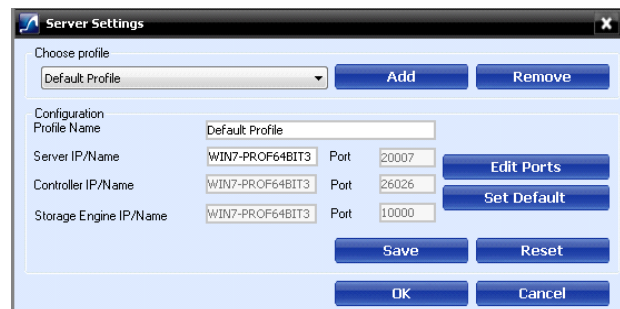 Server Settings
Choose profile
Default Profile Add Remove
Configuration
Profile Name Default Profile
Server IP/Name WIN7-PROF64BIT3 Port 20007 Edit Ports
Controller IP/Name WIN7-PROF64BIT3 Port 26026 Set Default
Storage Engine IP/Name WIN7-PROF64BIT3 Port 10000
Save Reset
OK Cancel